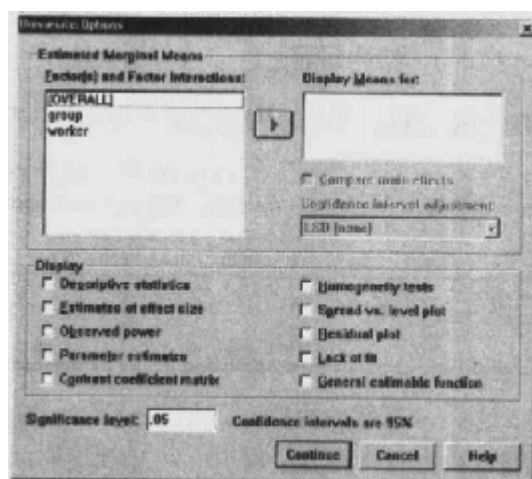 Univariate: Options
Estimated Marginal Means
Factor(s) and Factor Interactions:
(OVERALL)
group
worker
Display Means for:
Compare main effects
Confidence interval adjustment:
LSD (none)
Display
Descriptive statistics
Estimates of effect size
Observed power
Parameter estimates
Contrast coefficient matrix
Homogeneity tests
Spread vs. level plot
Residual plot
Lack of fit
General estimable function
Significance level: .05 Confidence intervals are 95%
Continue Cancel Help